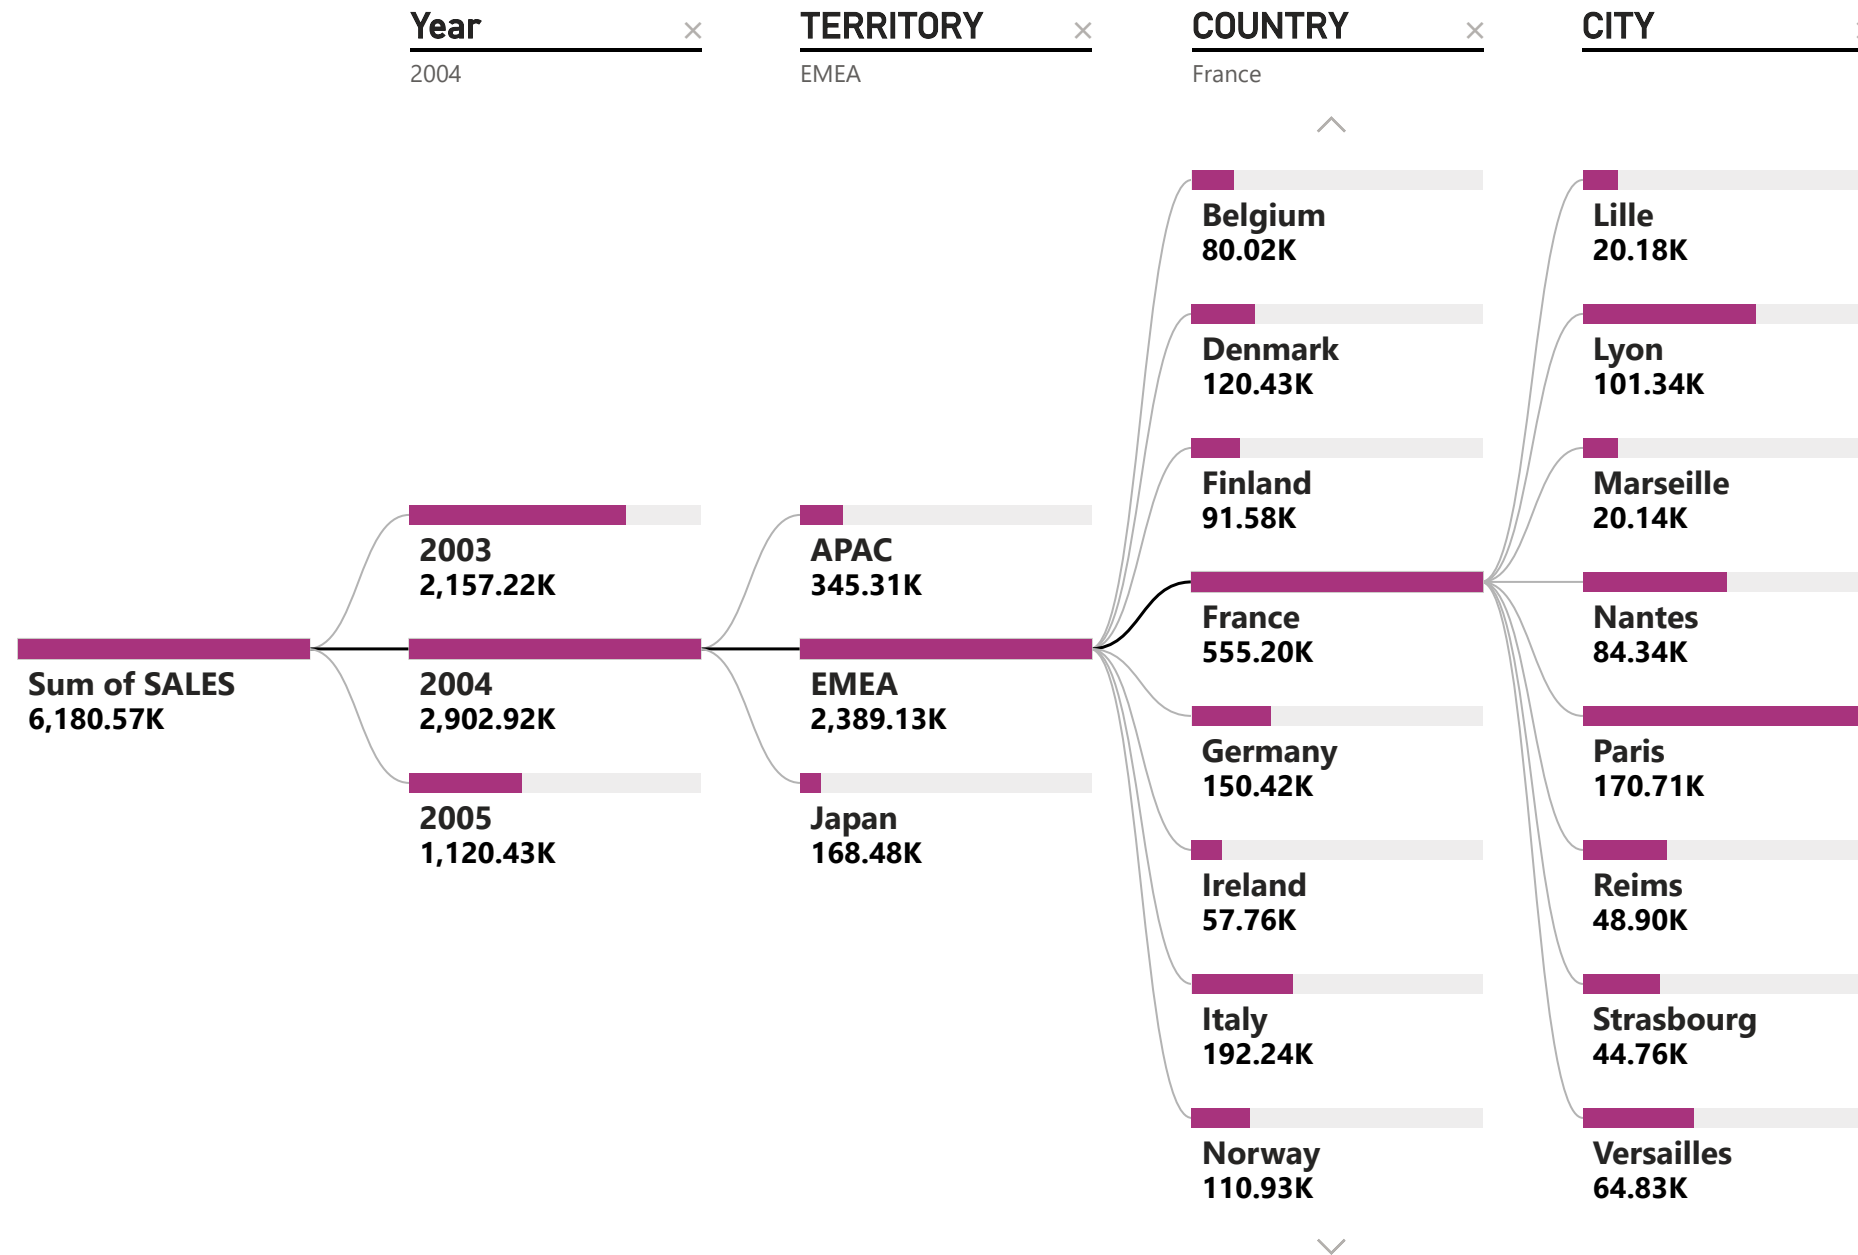 Year
2004
TERRITORY
EMEA
COUNTRY
France
CITY
Sum of SALES
6,180.57K
2003
2,157.22K
2004
2,902.92K
2005
1,120.43K
APAC
345.31K
EMEA
2,389.13K
Japan
168.48K
Belgium
80.02K
Denmark
120.43K
Finland
91.58K
France
555.20K
Germany
150.42K
Ireland
57.76K
Italy
192.24K
Norway
110.93K
Lille
20.18K
Lyon
101.34K
Marseille
20.14K
Nantes
84.34K
Paris
170.71K
Reims
48.90K
Strasbourg
44.76K
Versailles
64.83K